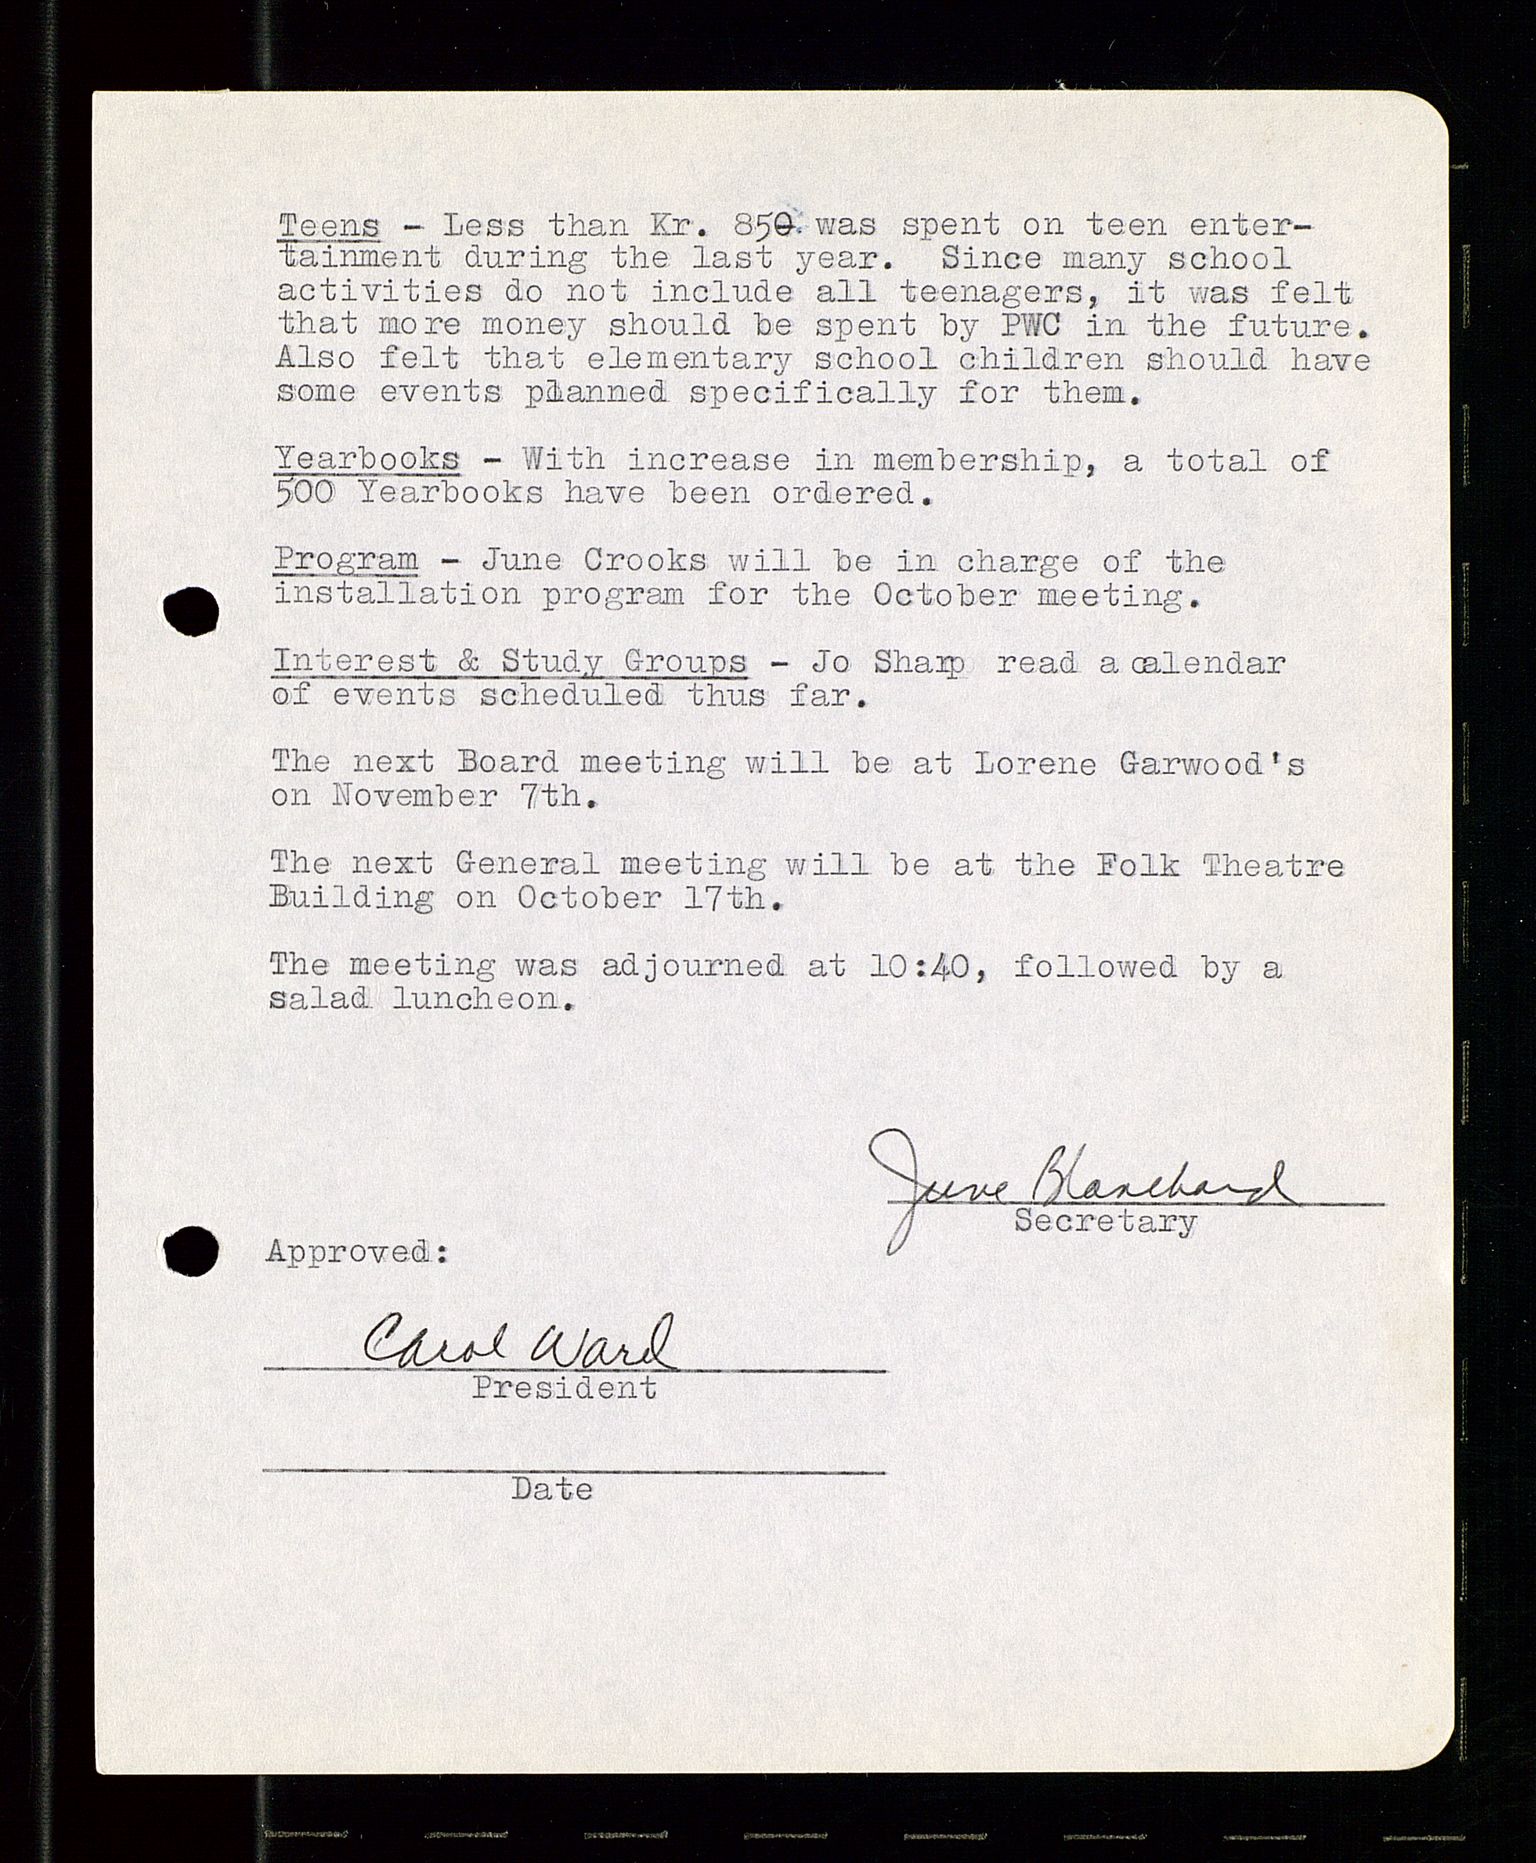 Teens - Less than Kr. 850. was spent on teen enter-
tainment during the last year.  Since many school
activities do not include all teenagers, it was felt
that more money should be spent by PWC in the future.
Also felt that elementary school children should have
some events planned specifically for them.
Yearbooks - With increase in membership, a total of
500 Yearbooks have been ordered.
Program - June Crooks will be in charge of the
installation program for the October meeting.
Interest & Study Groups - Jo Sharp read a calendar
of events scheduled thus far.
The next Board meeting will be at Lorene Garwood's
on November 7th.
The next General meeting will be at the Folk Theatre
Building on October 17th.
The meeting was adjourned at 10:40, followed by a
salad luncheon.
June Blanchard
Secretary
Approved:
Carol Ward
President
Date